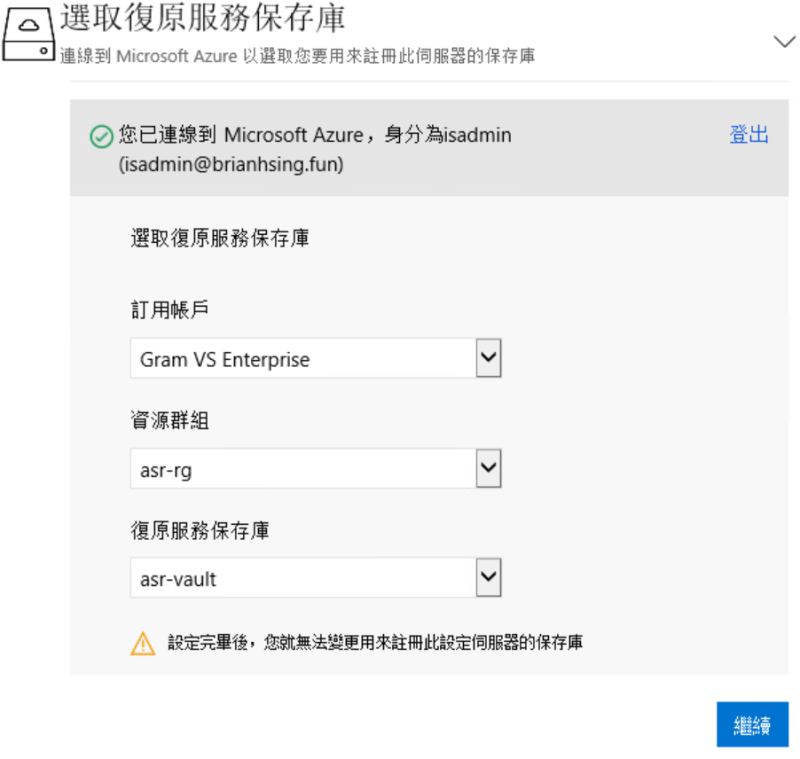 選取復原服務保存庫
連線到 Microsoft Azure 以選取您要用來註冊此伺服器的保存庫
您已連線到 Microsoft Azure，身分為isadmin
(isadmin@brianhsing.fun)
登出
選取復原服務保存庫
訂用帳戶
Gram VS Enterprise
資源群組
asr-rg
復原服務保存庫
asr-vault
設定完畢後，您就無法變更用來註冊此設定伺服器的保存庫
繼續